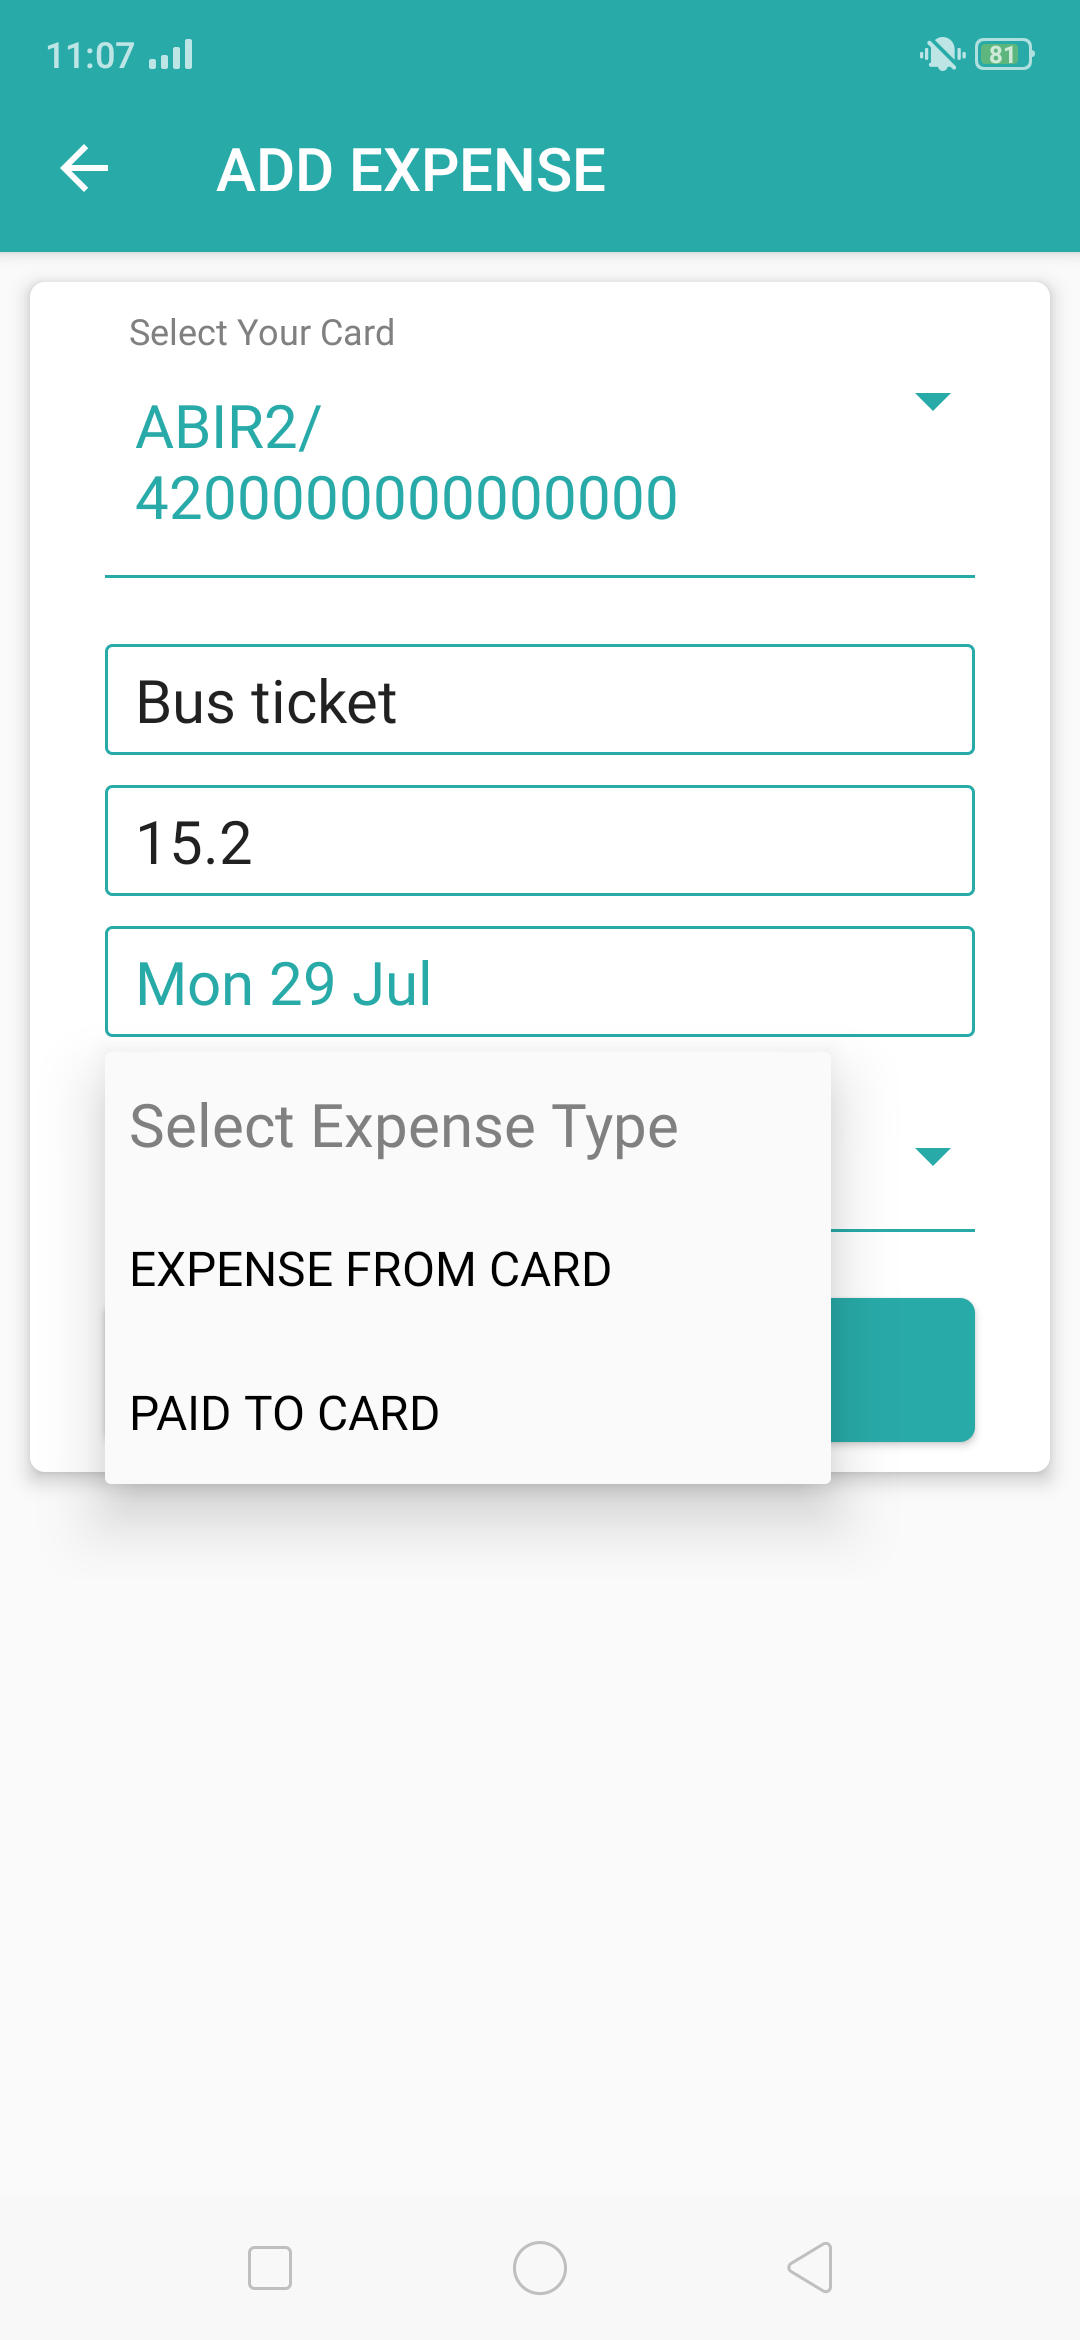 11:07
81
ADD EXPENSE
Select Your Card
ABIR2/
4200000000000000
Bus ticket
15.2
Mon 29 Jul
Select Expense Type
EXPENSE FROM CARD
PAID TO CARD